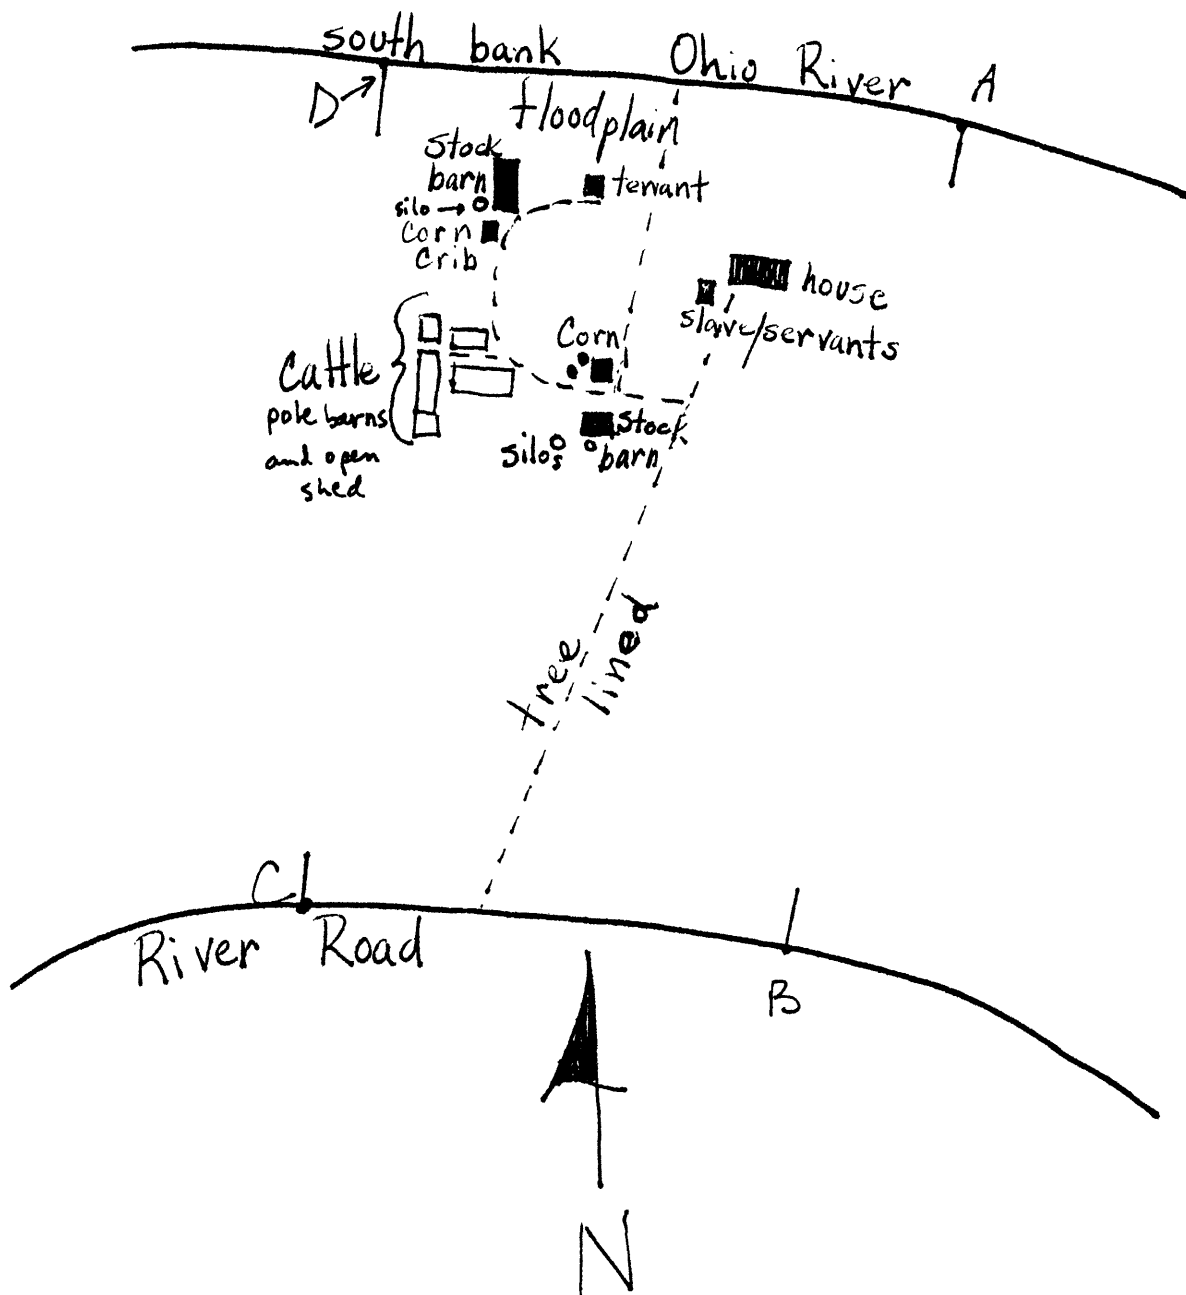 south bank Ohio River A
D
floodplain
Stock
barn
tenant
silo
Corn
Crib
house
slave/servants
Corn
Cattle
pole barns
and open
shed
Stock
barn
Silos
tree
lined
C
River Road
B
N